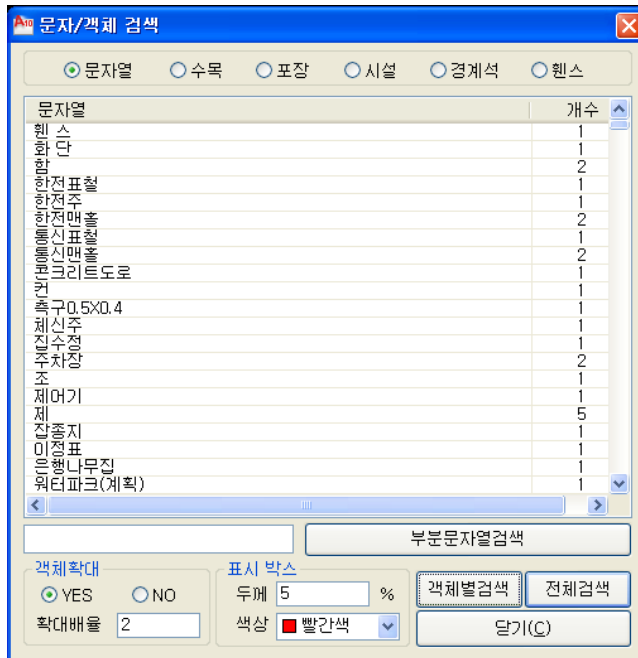 문자/객체 검색
문자열 수목 포장 시설 경계석 휀스
문자열 개수
휀 스 1
화 단 1
함 2
한전표철 1
한전주 1
한전맨홀 2
통신표철 1
통신맨홀 2
콘크리트도로 1
컨 1
측구0.5X0.4 1
체신주 1
집수정 1
주차장 2
조 1
제어기 1
제 5
잡종지 1
이정표 1
은행나무집 1
워터파크(계획) 1
부분문자열검색
객체확대 표시 박스
YES NO 두께 5 % 객체별검색 전체검색
확대배율 2 색상 빨간색 닫기(C)